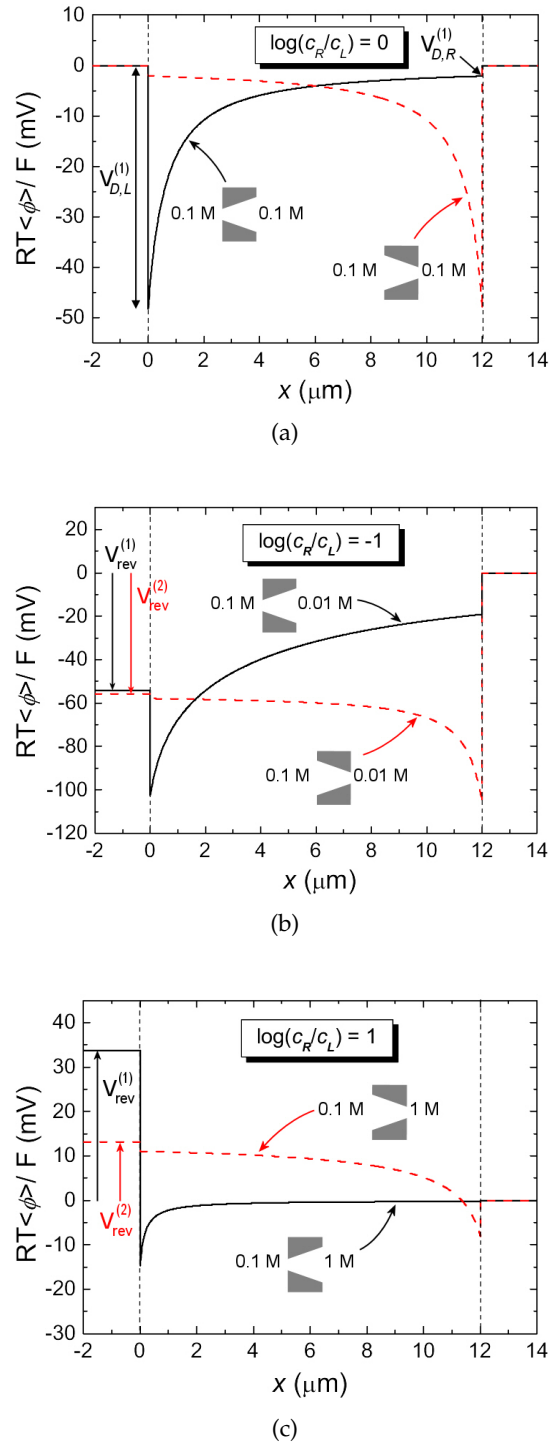 log(c_R/c_L) = 0
V_{D,R}^{(1)}
0
-10
-20
-30
-40
-50
RT<ϕ>/ F (mV)
V_{D,L}^{(1)}
0.1 M 0.1 M
0.1 M 0.1 M
-2 0 2 4 6 8 10 12 14
x (μm)
(a)
20
0
-20
-40
-60
-80
-100
-120
RT<ϕ>/ F (mV)
V_{rev}^{(1)}
V_{rev}^{(2)}
log(c_R/c_L) = -1
0.1 M 0.01 M
0.1 M 0.01 M
-2 0 2 4 6 8 10 12 14
x (μm)
(b)
40
30
20
10
0
-10
-20
-30
RT<ϕ>/ F (mV)
log(c_R/c_L) = 1
V_{rev}^{(1)}
0.1 M 1 M
V_{rev}^{(2)}
0.1 M 1 M
-2 0 2 4 6 8 10 12 14
x (μm)
(c)